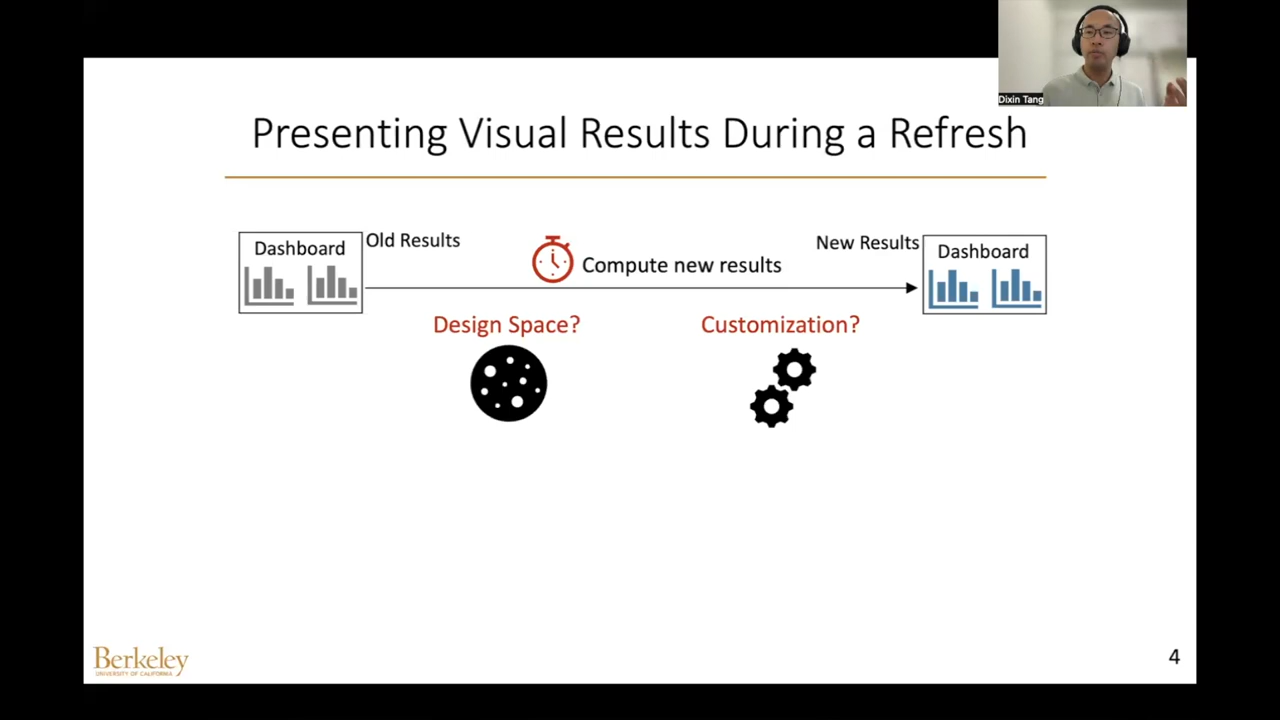 Dixin Tang
Presenting Visual Results During a Refresh
Dashboard
Old Results
Compute new results
New Results
Dashboard
Design Space?
Customization?
Berkeley
UNIVERSITY OF CALIFORNIA
4